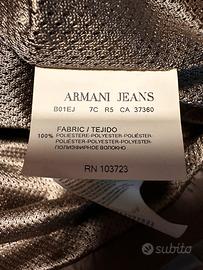 ARMANI JEANS
B01EJ 7C R5 CA 37360
FABRIC / TEJIDO
100% POLIESTERE-POLYESTER-POLIÉSTER-
POLIESTER-POLYESTER-POLYESTER-
ПОЛИЭФИРНОЕ ВОЛОКНО
RN 103723
subito